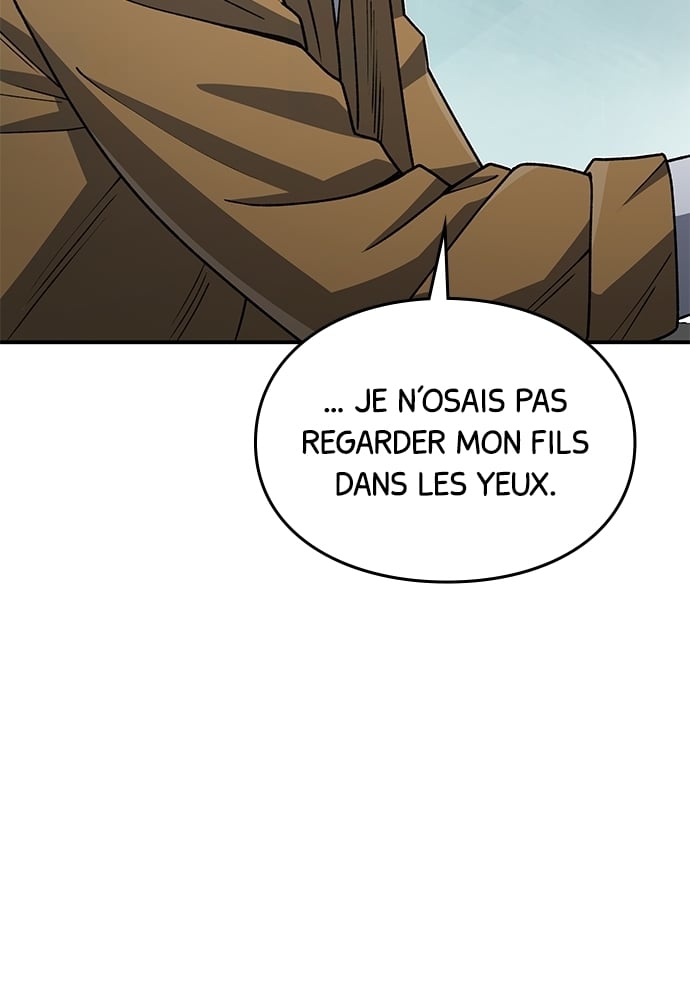 ... JE N'OSAIS PAS
REGARDER MON FILS
DANS LES YEUX.